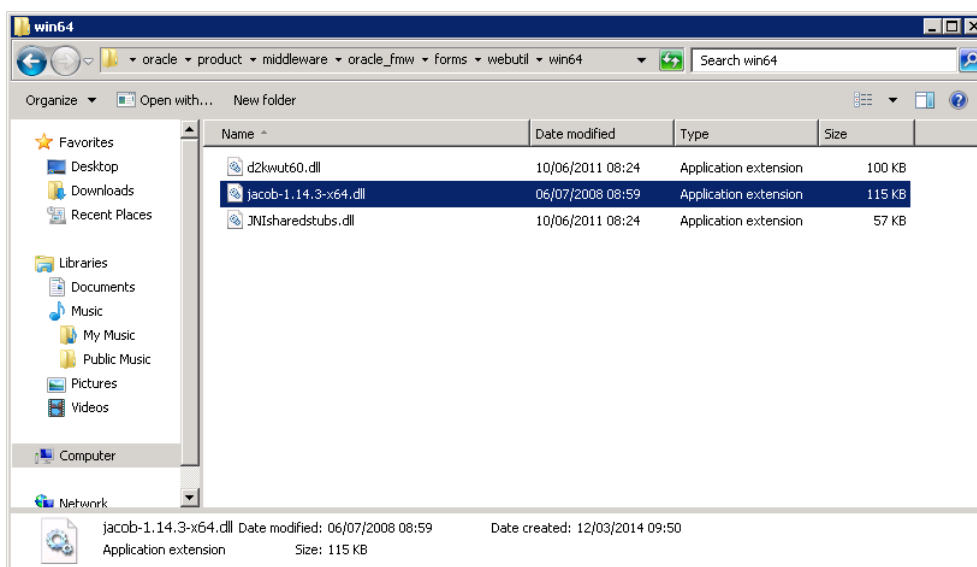 win64
oracle product middleware oracle_fmw forms webutil win64 Search win64
Organize Open with... New folder
Name Date modified Type Size
Favorites
Desktop
Downloads
Recent Places
Libraries
Documents
Music
My Music
Public Music
Pictures
Videos
Computer
Network
d2kwut60.dll 10/06/2011 08:24 Application extension 100 KB
jacob-1.14.3-x64.dll 06/07/2008 08:59 Application extension 115 KB
JNIsharedstubs.dll 10/06/2011 08:24 Application extension 57 KB
jacob-1.14.3-x64.dll Date modified: 06/07/2008 08:59 Date created: 12/03/2014 09:50
Application extension Size: 115 KB